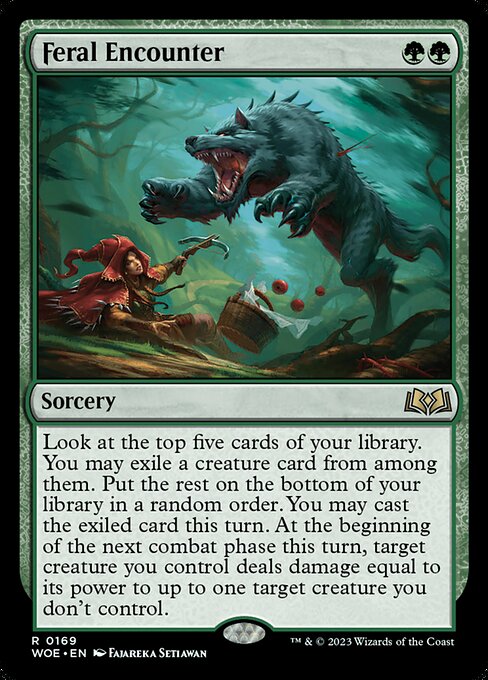 Feral Encounter
Sorcery
Look at the top five cards of your library.
You may exile a creature card from among
them. Put the rest on the bottom of your
library in a random order. You may cast
the exiled card this turn. At the beginning
of the next combat phase this turn, target
creature you control deals damage equal to
its power to up to one target creature you
don't control.
R 0169
WOE • EN Fajareka Setiawan
™ & © 2023 Wizards of the Coast